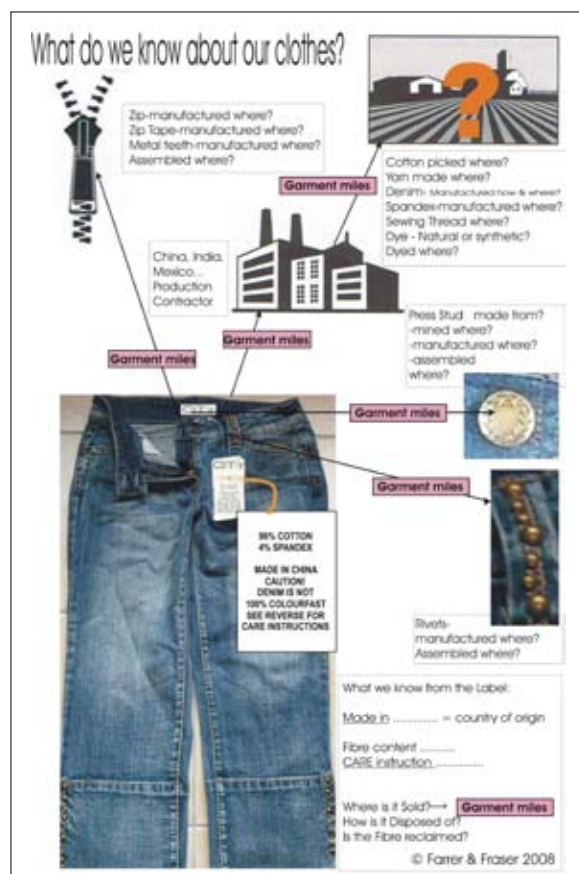 What do we know about our clothes?
Zip-manufactured where?
Zip Tape-manufactured where?
Metal teeth-manufactured where?
Assembled where?
Garment miles
Cotton picked where?
Yarn made where?
Denim- Manufactured how & where?
Spandex-manufactured where?
Sewing Thread where?
Dye - Natural or synthetic?
Dyed where?
China, India,
Mexico...
Production
Contractor
Garment miles
Garment miles
Press Stud made from?
-mined where?
-manufactured where?
-assembled
where?
Garment miles
Garment miles
96% COTTON
4% SPANDEX
MADE IN CHINA
CAUTION!
DENIM IS NOT
100% COLOURFAST
SEE REVERSE FOR
CARE INSTRUCTIONS
Rivets-
manufactured where?
Assembled where?
What we know from the Label:
Made in ............ = country of origin
Fibre content .........
CARE instruction .............
Where is it Sold?
Garment miles
How is it Disposed of?
Is the Fibre reclaimed?
© Farrer & Fraser 2008